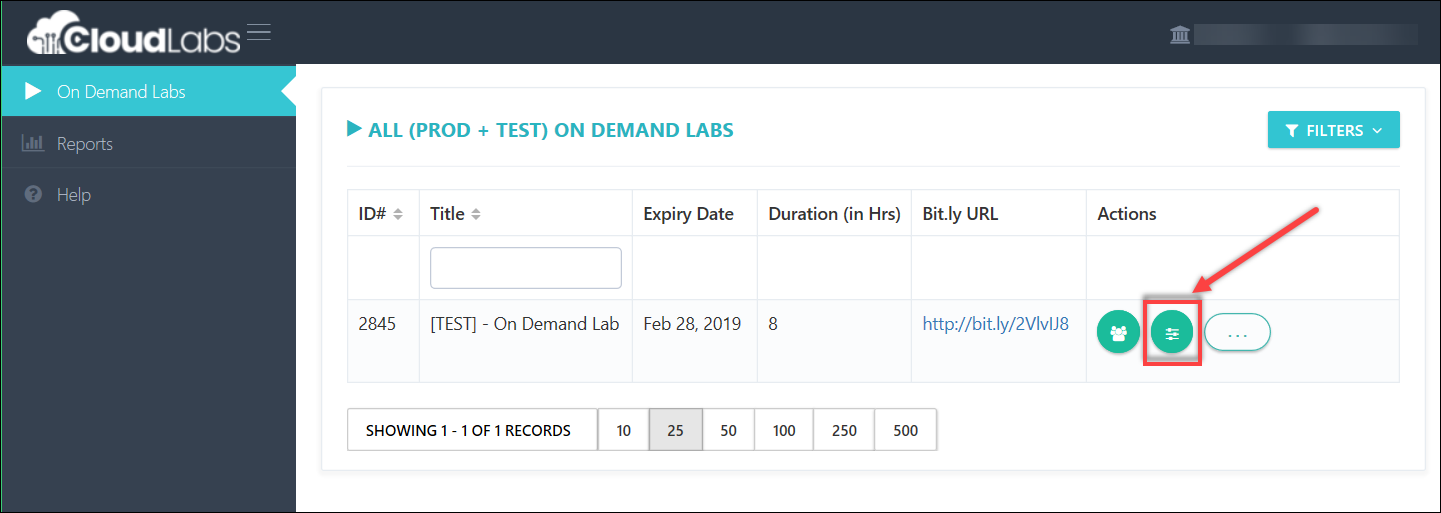 CloudLabs
On Demand Labs
Reports
Help
ALL (PROD + TEST) ON DEMAND LABS
FILTERS
ID# Title Expiry Date Duration (in Hrs) Bit.ly URL Actions
2845 [TEST] - On Demand Lab Feb 28, 2019 8 http://bit.ly/2VlvIJ8 ...
SHOWING 1 - 1 OF 1 RECORDS 10 25 50 100 250 500